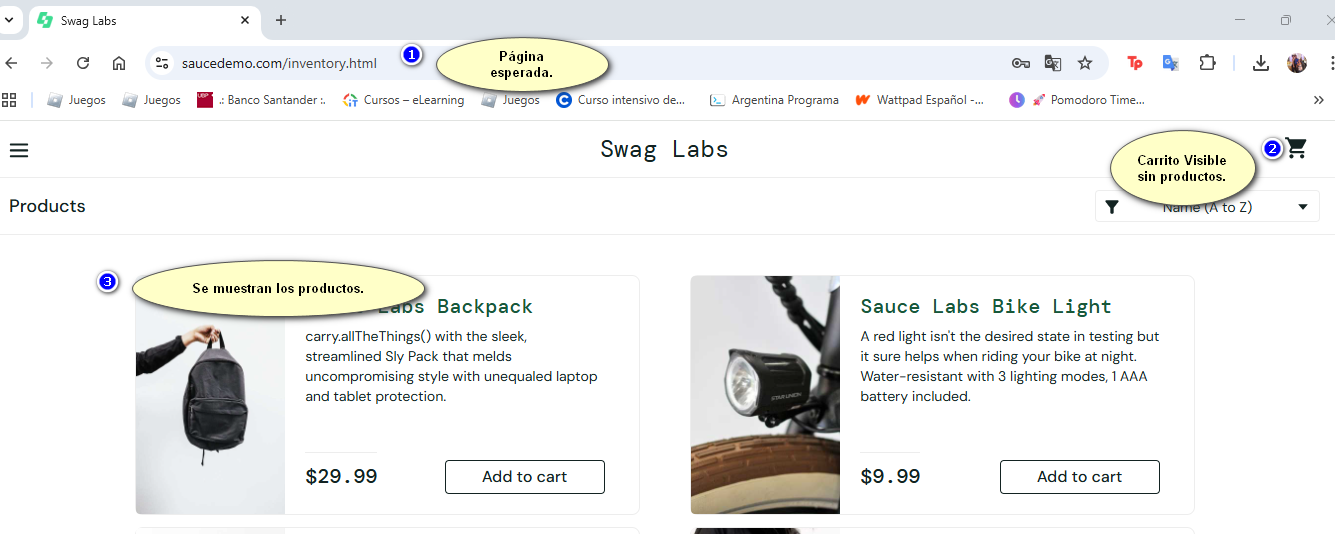 Swag Labs
saucedemo.com/inventory.html
1
Página
esperada.
Tp
Juegos
Juegos
UBP
.: Banco Santander :.
Cursos – eLearning
Juegos
Curso intensivo de...
Argentina Programa
Wattpad Español -...
🚀 Pomodoro Time...
Swag Labs
Carrito Visible
sin productos.
2
Products
Name (A to Z)
3
Se muestran los productos.
Labs Backpack
carry.allTheThings() with the sleek,
streamlined Sly Pack that melds
uncompromising style with unequaled laptop
and tablet protection.
$29.99
Add to cart
Sauce Labs Bike Light
A red light isn't the desired state in testing but
it sure helps when riding your bike at night.
Water-resistant with 3 lighting modes, 1 AAA
battery included.
STAR UNION
$9.99
Add to cart